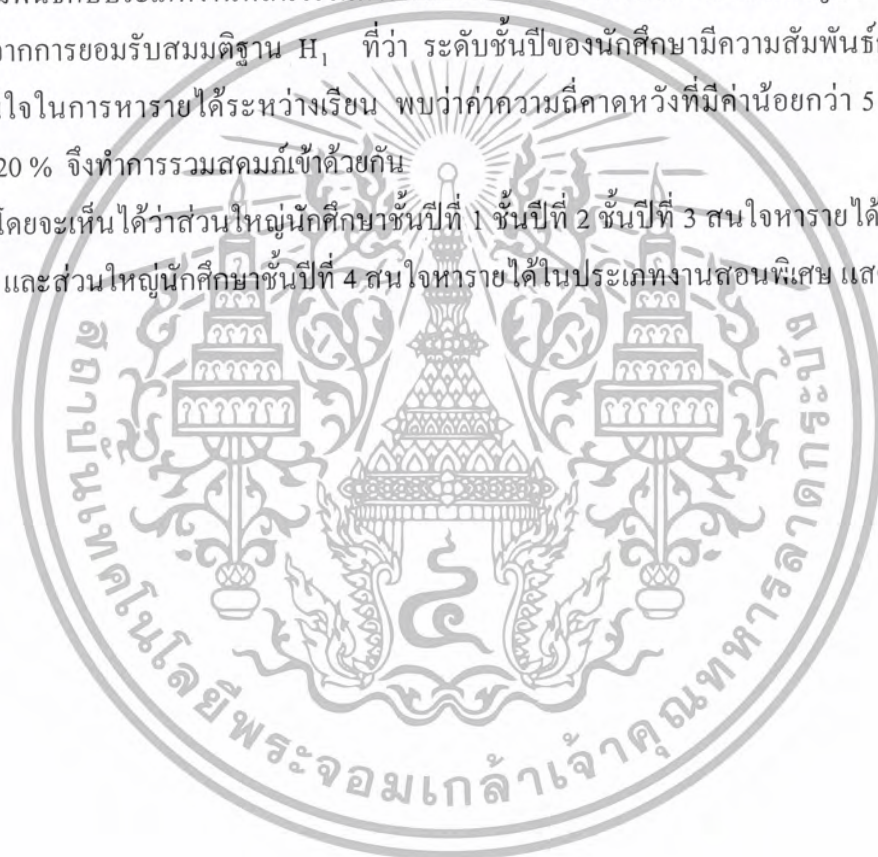 จากการยอมรับสมมติฐาน H₁ ที่ว่า ระดับชั้นปีของนักศึกษามีความสัมพันธ์
ใจในการหารายได้ระหว่างเรียน พบว่าค่าความถี่คาดหวังที่มีค่าน้อยกว่า 5
20 % จึงทำการรวมสดมภ์เข้าด้วยกัน
โดยจะเห็นได้ว่าส่วนใหญ่นักศึกษาชั้นปีที่ 1 ชั้นปีที่ 2 ชั้นปีที่ 3 สนใจหารายได้
และส่วนใหญ่นักศึกษาชั้นปีที่ 4 สนใจหารายได้ในประเภทงานสอนพิเศษ แส
สถาบันเทคโนโลยีพระจอมเกล้าเจ้าคุณทหารลาดกระบัง